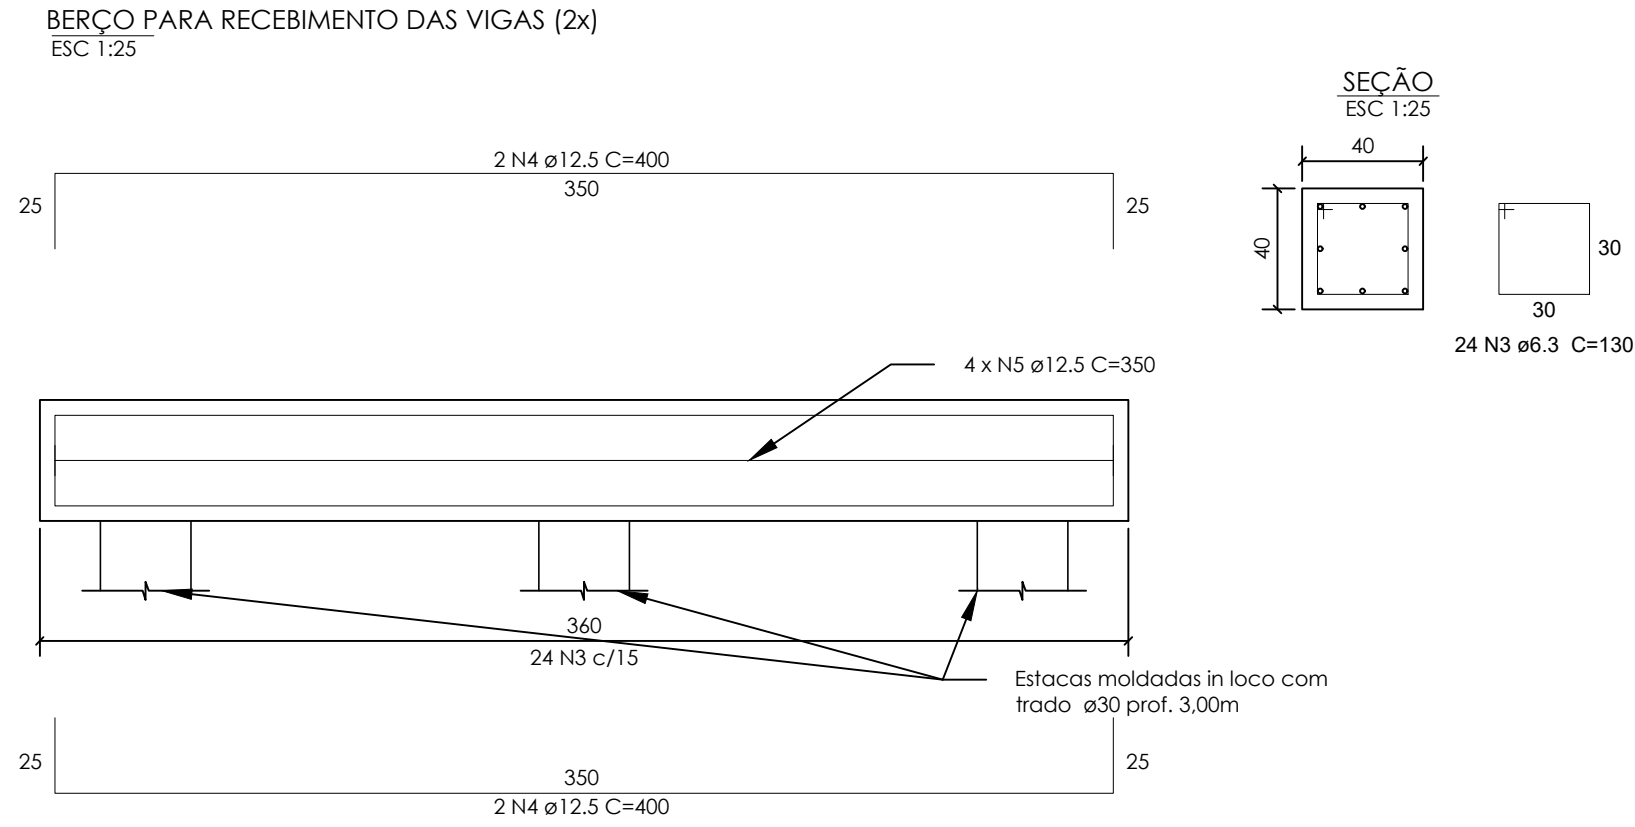 BERÇO PARA RECEBIMENTO DAS VIGAS (2x)
ESC 1:25
SEÇÃO
ESC 1:25
40
40
30
30
24 N3 ø6.3 C=130
2 N4 ø12.5 C=400
350
25
25
4 x N5 ø12.5 C=350
360
24 N3 c/15
Estacas moldadas in loco com
trado ø30 prof. 3,00m
25
25
350
2 N4 ø12.5 C=400